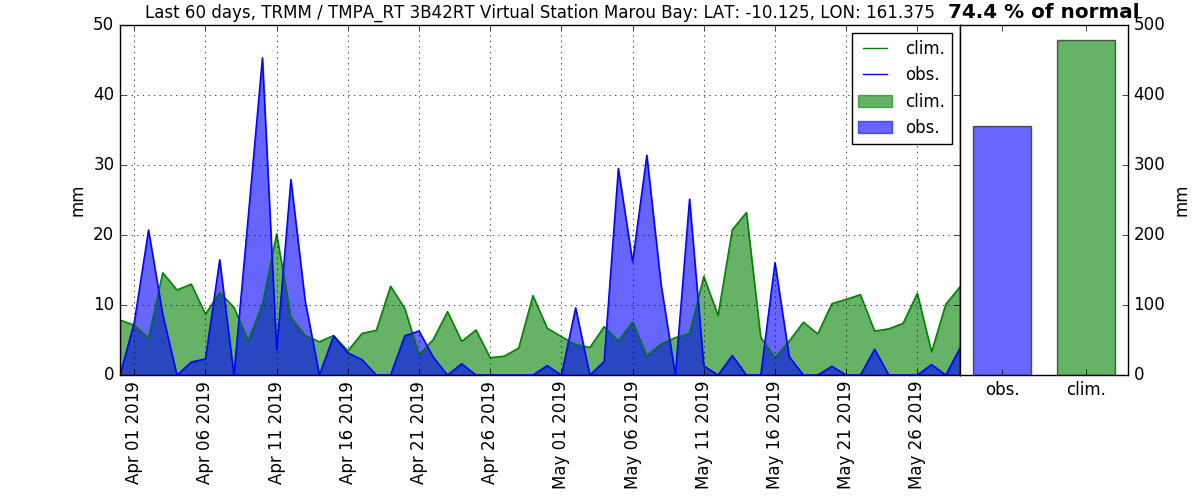 Last 60 days, TRMM / TMPA_RT 3B42RT Virtual Station Marou Bay: LAT: -10.125, LON: 161.375
74.4 % of normal
50
40
30
20
10
0
mm
clim.
obs.
clim.
obs.
500
400
300
200
100
0
mm
Apr 01 2019
Apr 06 2019
Apr 11 2019
Apr 16 2019
Apr 21 2019
Apr 26 2019
May 01 2019
May 06 2019
May 11 2019
May 16 2019
May 21 2019
May 26 2019
obs.
clim.